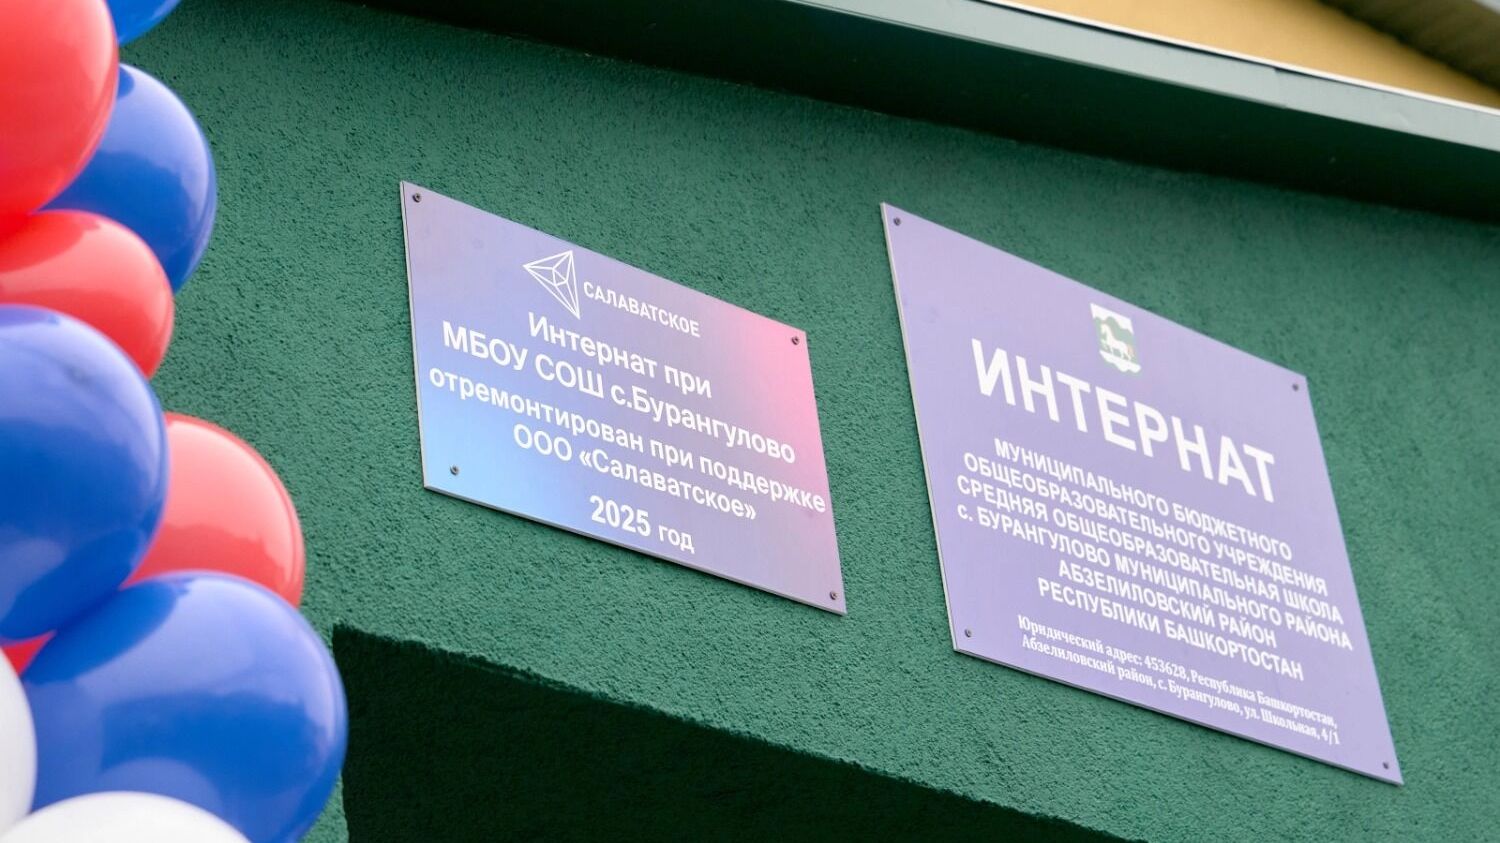 САЛАВАТСКОЕ
Интернат при
МБОУ СОШ с.Бурангулово
отремонтирован при поддержке
ООО «Салаватское»
2025 год
ИНТЕРНАТ
МУНИЦИПАЛЬНОГО БЮДЖЕТНОГО
ОБЩЕОБРАЗОВАТЕЛЬНОГО УЧРЕЖДЕНИЯ
СРЕДНЯЯ ОБЩЕОБРАЗОВАТЕЛЬНАЯ ШКОЛА
с. БУРАНГУЛОВО МУНИЦИПАЛЬНОГО РАЙОНА
АБЗЕЛИЛОВСКИЙ РАЙОН
РЕСПУБЛИКИ БАШКОРТОСТАН
Юридический адрес: 453628, Республика Башкортостан,
Абзелиловский район, с. Бурангулово, ул. Школьная, 4/1